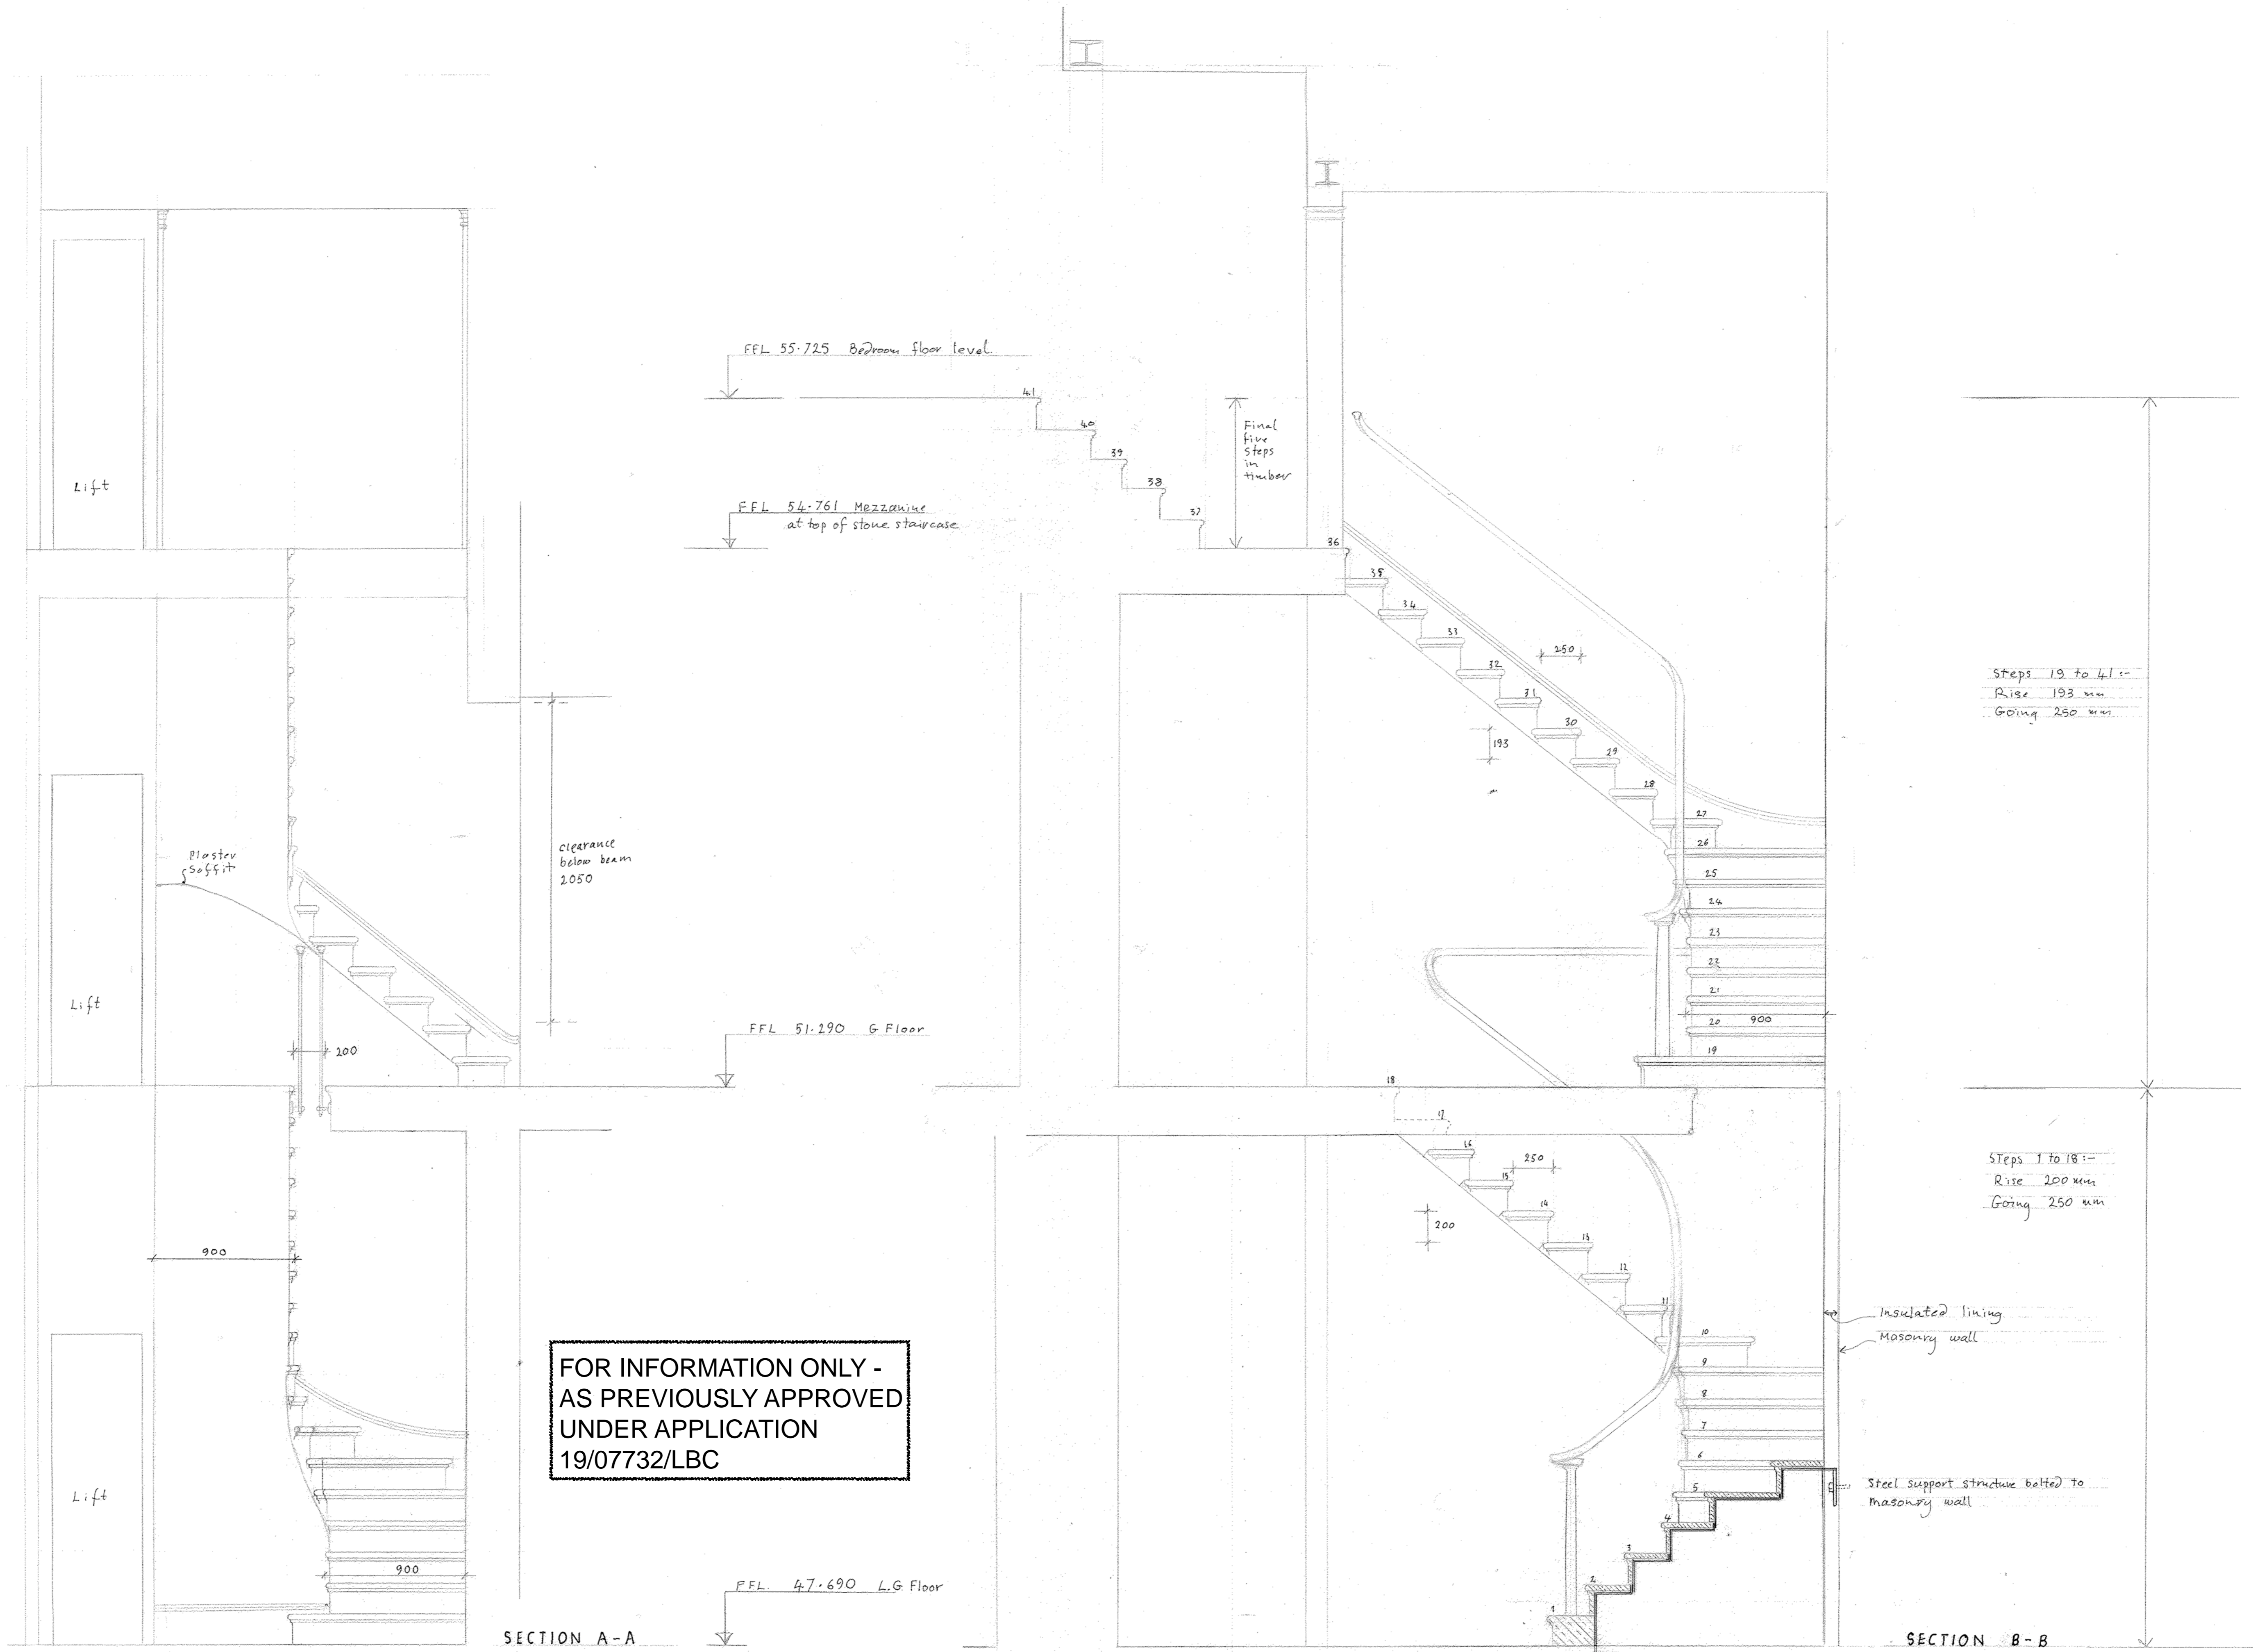 Lift
Plaster
Soffit
Lift
200
Clearance
below beam
2050
900
Lift
900
SECTION A-A
FFL 55.725 Bedroom floor level.
FFL 54.761 Mezzanine
at top of stone staircase
FFL 51.290 G Floor
FOR INFORMATION ONLY -
AS PREVIOUSLY APPROVED
UNDER APPLICATION
19/07732/LBC
FFL. 47.690 L.G. Floor
41
40
39
38
37
Final
five
Steps
in
timber
36
35
34
33
32
31
30
29
28
27
26
25
24
23
22
21
20
19
250
193
900
18
17
16
15
14
13
12
11
10
9
8
7
6
5
4
3
2
1
250
200
Steps 19 to 41 :-
Rise 193 mm
Going 250 mm
Steps 1 to 18 :-
Rise 200 mm
Going 250 mm
Insulated lining
Masonry wall
Steel support structure bolted to
masonry wall
SECTION B-B